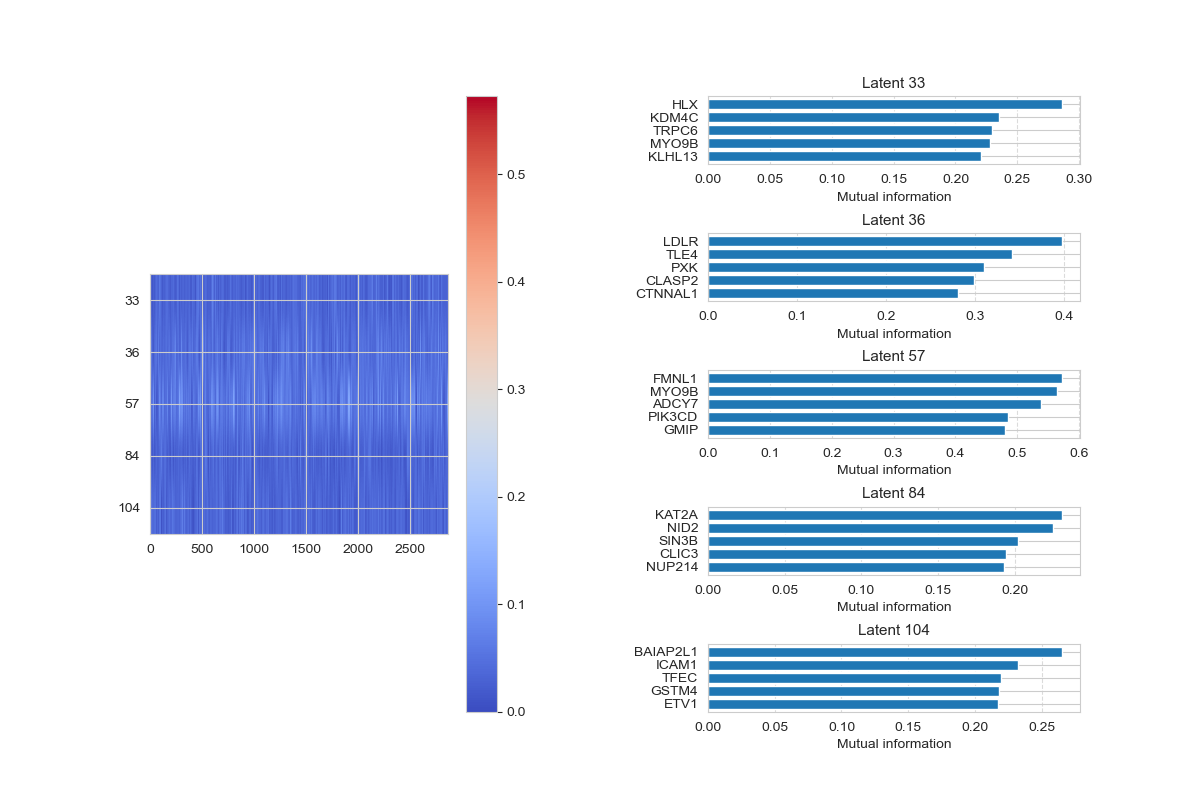 33
36
57
84
104
0 500 1000 1500 2000 2500
0.5
0.4
0.3
0.2
0.1
0.0
Latent 33
HLX
KDM4C
TRPC6
MYO9B
KLHL13
0.00 0.05 0.10 0.15 0.20 0.25 0.30
Mutual information
Latent 36
LDLR
TLE4
PXK
CLASP2
CTNNAL1
0.0 0.1 0.2 0.3 0.4
Mutual information
Latent 57
FMNL1
MYO9B
ADCY7
PIK3CD
GMIP
0.0 0.1 0.2 0.3 0.4 0.5 0.6
Mutual information
Latent 84
KAT2A
NID2
SIN3B
CLIC3
NUP214
0.00 0.05 0.10 0.15 0.20
Mutual information
Latent 104
BAIAP2L1
ICAM1
TFEC
GSTM4
ETV1
0.00 0.05 0.10 0.15 0.20 0.25
Mutual information